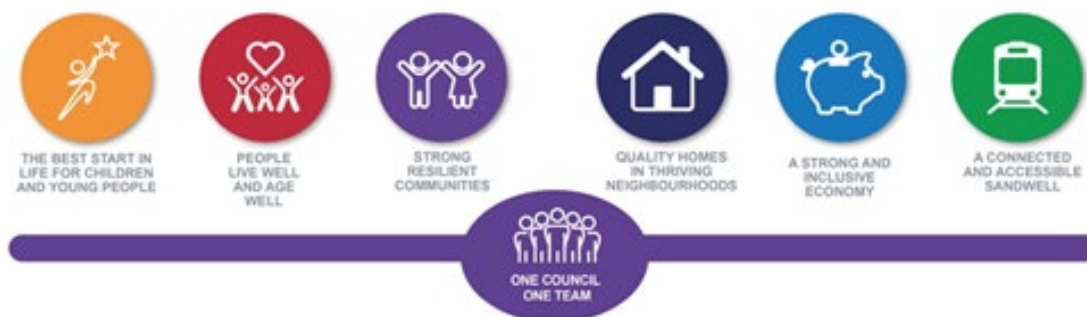 THE BEST START IN
LIFE FOR CHILDREN
AND YOUNG PEOPLE
PEOPLE
LIVE WELL
AND AGE
WELL
STRONG
RESILIENT
COMMUNITIES
QUALITY HOMES
IN THRIVING
NEIGHBOURHOODS
A STRONG AND
INCLUSIVE
ECONOMY
A CONNECTED
AND ACCESSIBLE
SANDWELL
ONE COUNCIL
ONE TEAM